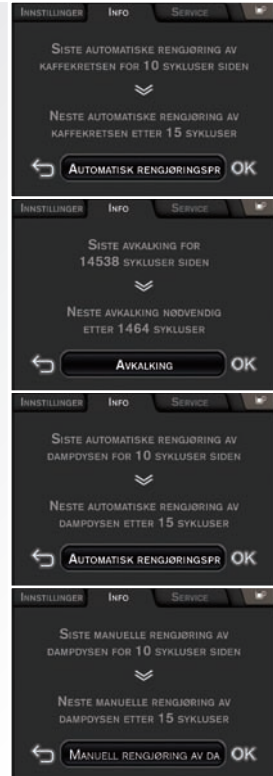 INNSTILLINGER INFO SERVICE
SISTE AUTOMATISKE RENGJØRING AV
KAFFEKRETSEN FOR 10 SYKLUSER SIDEN
NESTE AUTOMATISKE RENGJØRING AV
KAFFEKRETSEN ETTER 15 SYKLUSER
AUTOMATISK RENGJØRINGSPR OK
INNSTILLINGER INFO SERVICE
SISTE AVKALKING FOR
14538 SYKLUSER SIDEN
NESTE AVKALKING NØDVENDIG
ETTER 1464 SYKLUSER
AVKALKING OK
INNSTILLINGER INFO SERVICE
SISTE AUTOMATISKE RENGJØRING AV
DAMPDYSEN FOR 10 SYKLUSER SIDEN
NESTE AUTOMATISKE RENGJØRING AV
DAMPDYSEN ETTER 15 SYKLUSER
AUTOMATISK RENGJØRINGSPR OK
INNSTILLINGER INFO SERVICE
SISTE MANUELLE RENGJØRING AV
DAMPDYSEN FOR 10 SYKLUSER SIDEN
NESTE MANUELLE RENGJØRING AV
DAMPDYSEN ETTER 15 SYKLUSER
MANUELL RENGJØRING AV DA OK